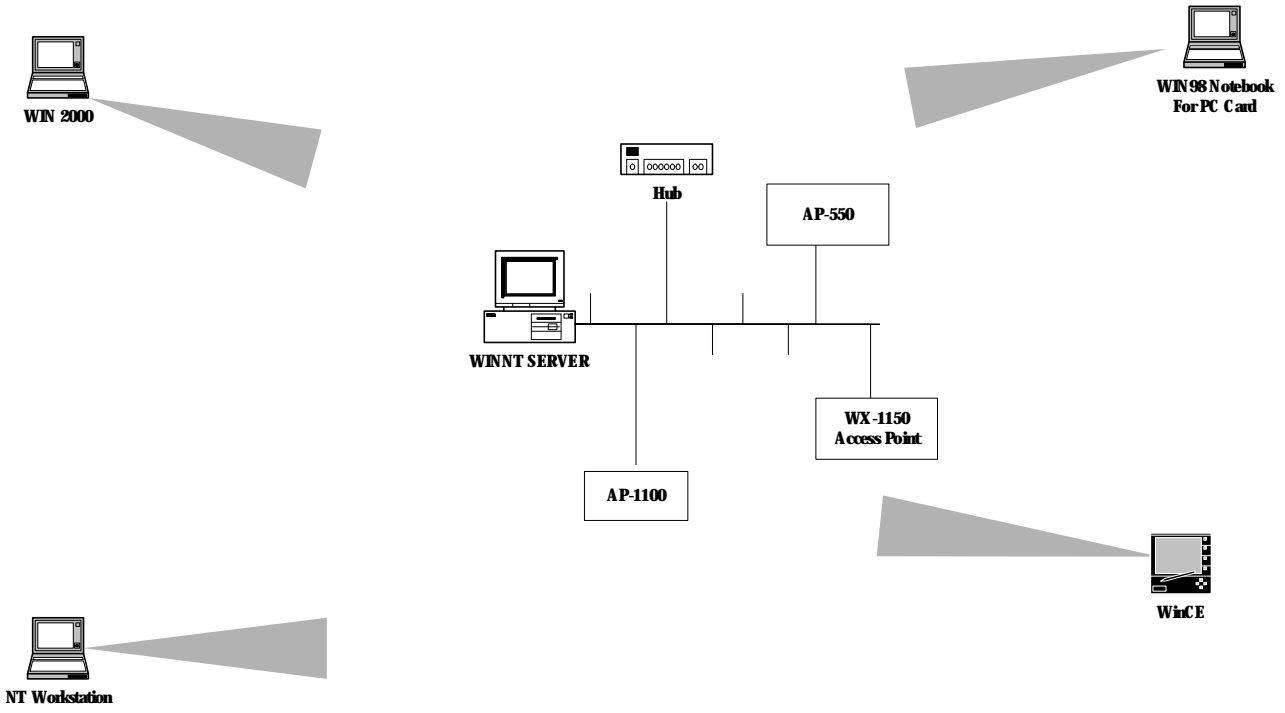 WIN 2000
WIN98 Notebook
For PC Card
Hub
AP-550
WINNT SERVER
WX-1150
Access Point
AP-1100
WinCE
NT Workstation